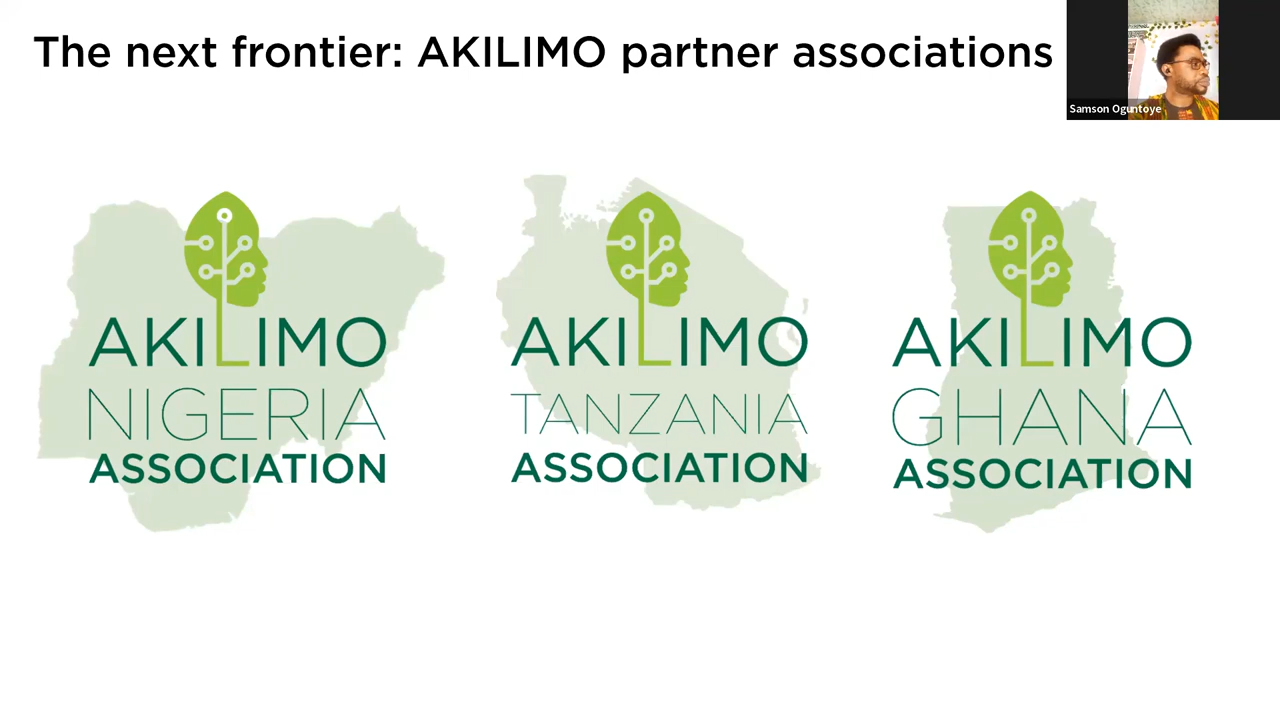 The next frontier: AKILIMO partner associations
Samson Oguntoye
AKILIMO
NIGERIA
ASSOCIATION
AKILIMO
TANZANIA
ASSOCIATION
AKILIMO
GHANA
ASSOCIATION